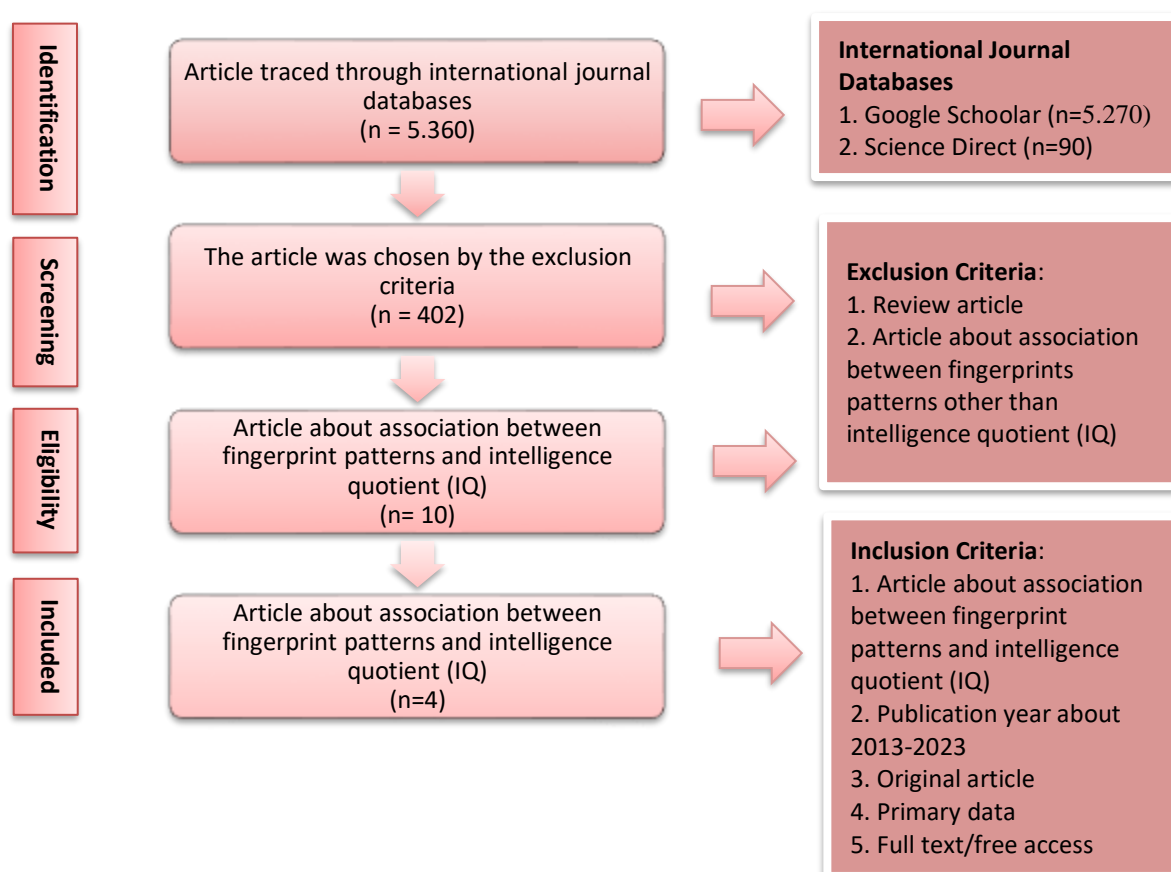 Identification
Article traced through international journal
databases
(n = 5.360)
International Journal
Databases
1. Google Schoolar (n=5.270)
2. Science Direct (n=90)
Screening
The article was chosen by the exclusion
criteria
(n = 402)
Exclusion Criteria:
1. Review article
2. Article about association
between fingerprints
patterns other than
intelligence quotient (IQ)
Eligibility
Article about association between
fingerprint patterns and intelligence
quotient (IQ)
(n= 10)
Included
Article about association between
fingerprint patterns and intelligence
quotient (IQ)
(n=4)
Inclusion Criteria:
1. Article about association
between fingerprint
patterns and intelligence
quotient (IQ)
2. Publication year about
2013-2023
3. Original article
4. Primary data
5. Full text/free access